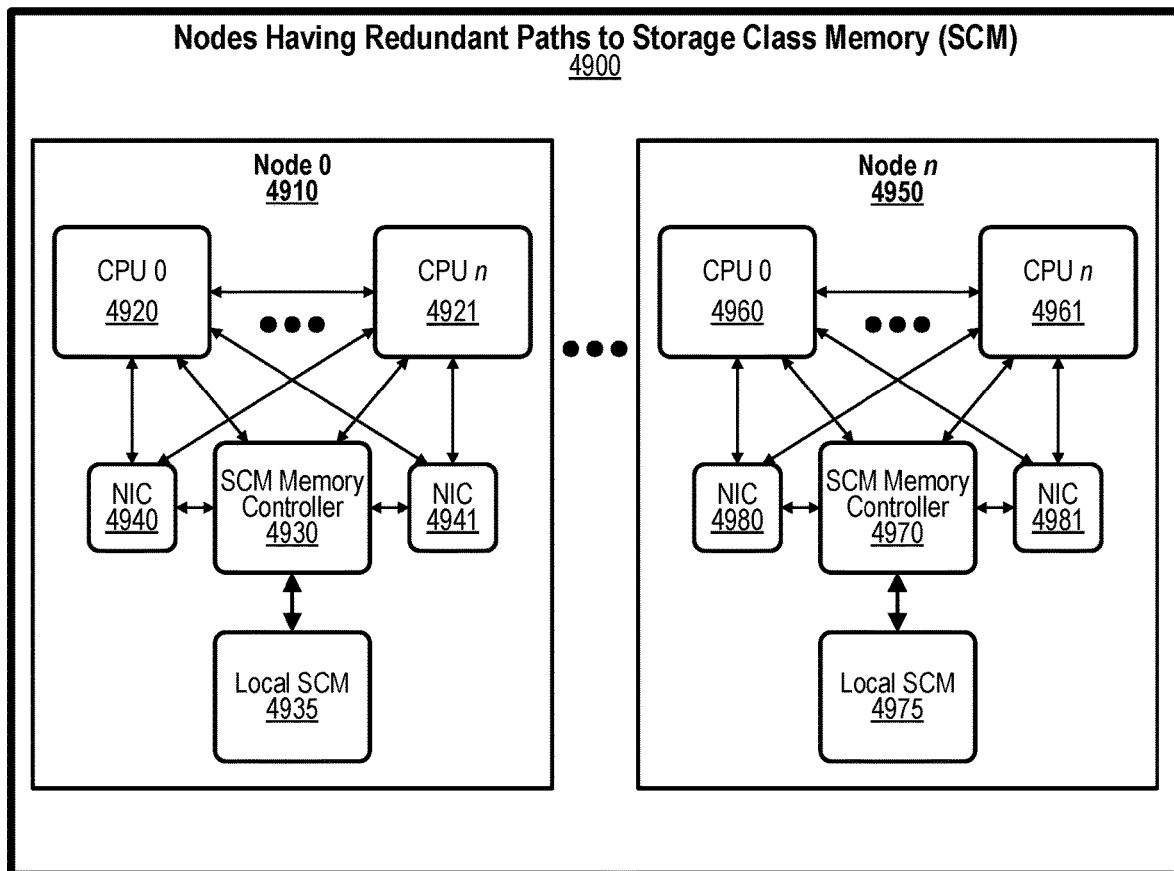 Nodes Having Redundant Paths to Storage Class Memory (SCM)
4900
Node 0
4910
CPU 0
4920
CPU n
4921
NIC
4940
SCM Memory
Controller
4930
NIC
4941
Local SCM
4935
Node n
4950
CPU 0
4960
CPU n
4961
NIC
4980
SCM Memory
Controller
4970
NIC
4981
Local SCM
4975